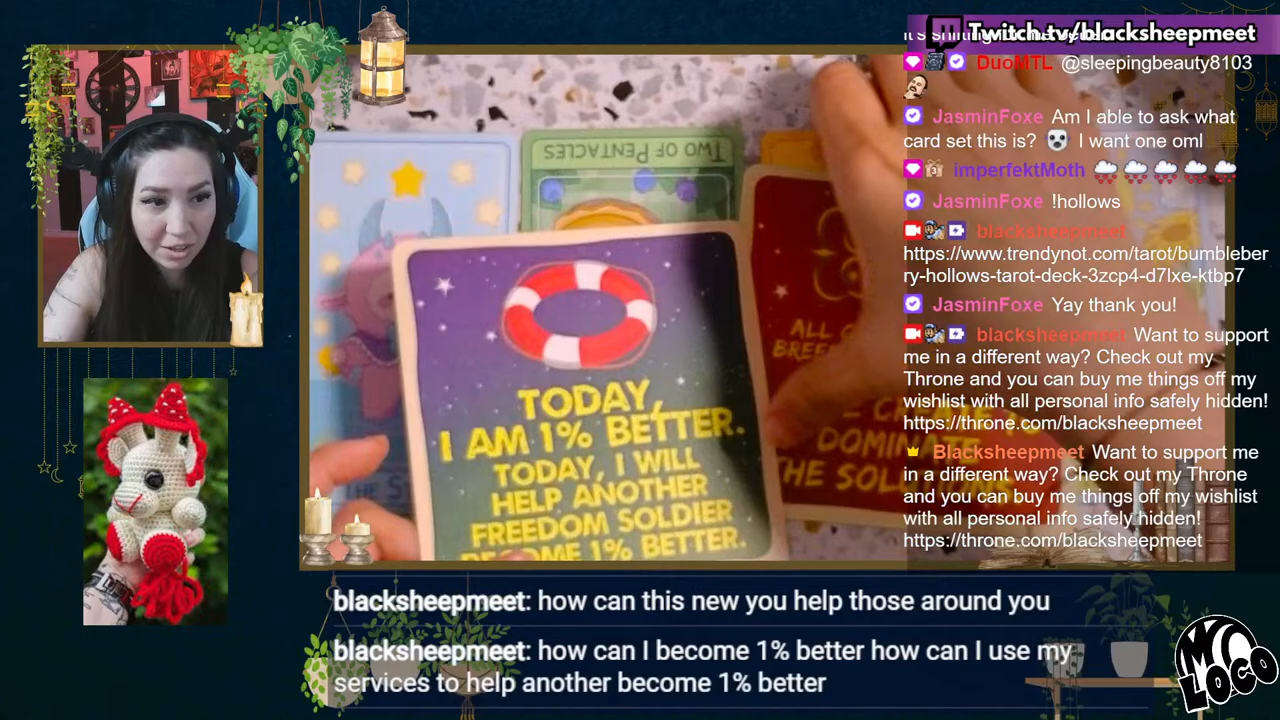 Twitch.tv/blacksheepmeet
DuoMTL @sleepingbeauty8103
JasminFoxe Am I able to ask what
card set this is? I want one oml
imperfektMoth
JasminFoxe !hollows
blacksheepmeet
https://www.trendynot.com/tarot/bumbleber
ry-hollows-tarot-deck-3zcp4-d7lxe-ktbp7
JasminFoxe Yay thank you!
blacksheepmeet Want to support
me in a different way? Check out my
Throne and you can buy me things off my
wishlist with all personal info safely hidden!
https://throne.com/blacksheepmeet
Blacksheepmeet Want to support me
in a different way? Check out my Throne
and you can buy me things off my wishlist
with all personal info safely hidden!
https://throne.com/blacksheepmeet
TWO OF PENTACLES
TODAY,
I AM 1% BETTER.
TODAY, I WILL
HELP ANOTHER
FREEDOM SOLDIER
BECOME 1% BETTER.
ALL
DOMINATE
THE
blacksheepmeet: how can this new you help those around you
blacksheepmeet: how can I become 1% better how can I use my
services to help another become 1% better
MC
LOCO